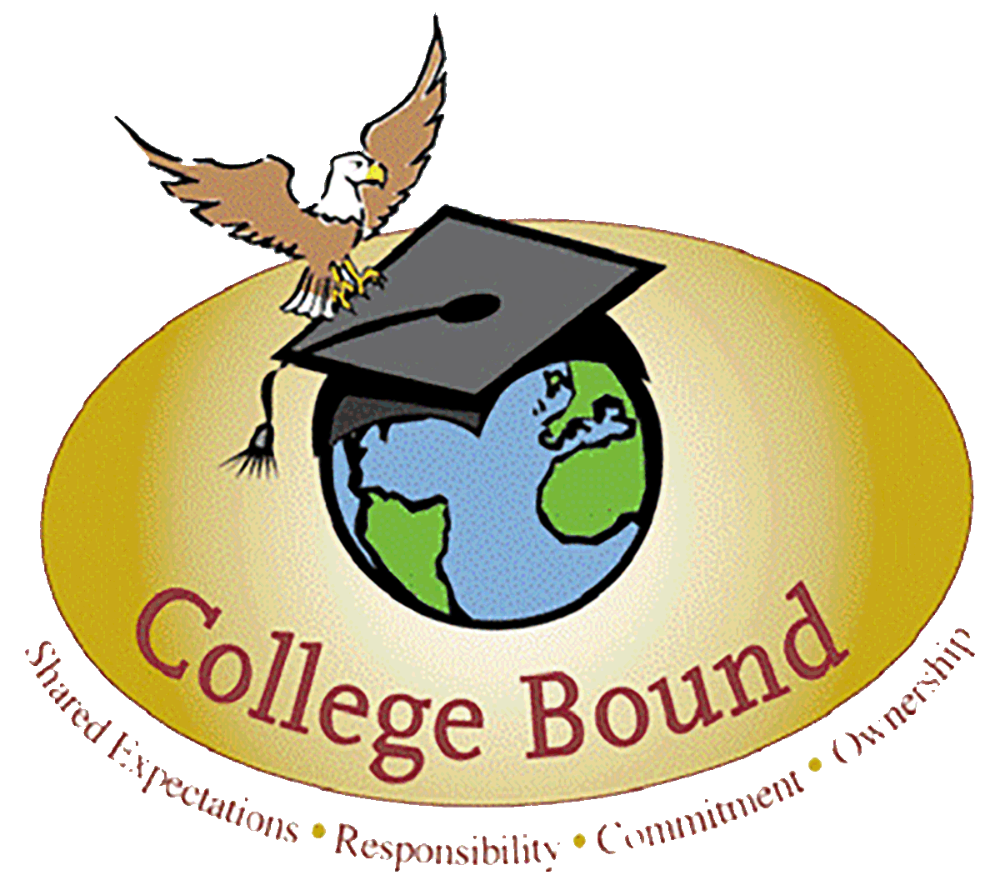 College Bound
Shared Expectations • Responsibility • Commitment • Ownership